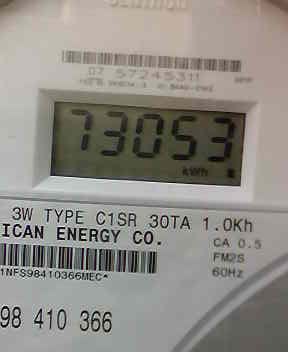 CENTRON
07 57245311
73053
kWh
3W TYPE C1SR 30TA 1.0Kh
ICAN ENERGY CO.
CA 0.5
FM2S
1NFS98410366MEC*
60Hz
98 410 366